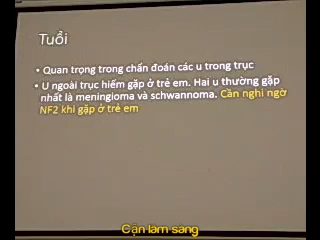 Tuổi
• Quan trọng trong chẩn đoán các u trong trục
• U ngoài trục hiếm gặp ở trẻ em. Hai u thường gặp
nhất là meningioma và schwannoma. Cần nghi ngờ
NF2 khi gặp ở trẻ em
Cận lâm sàng